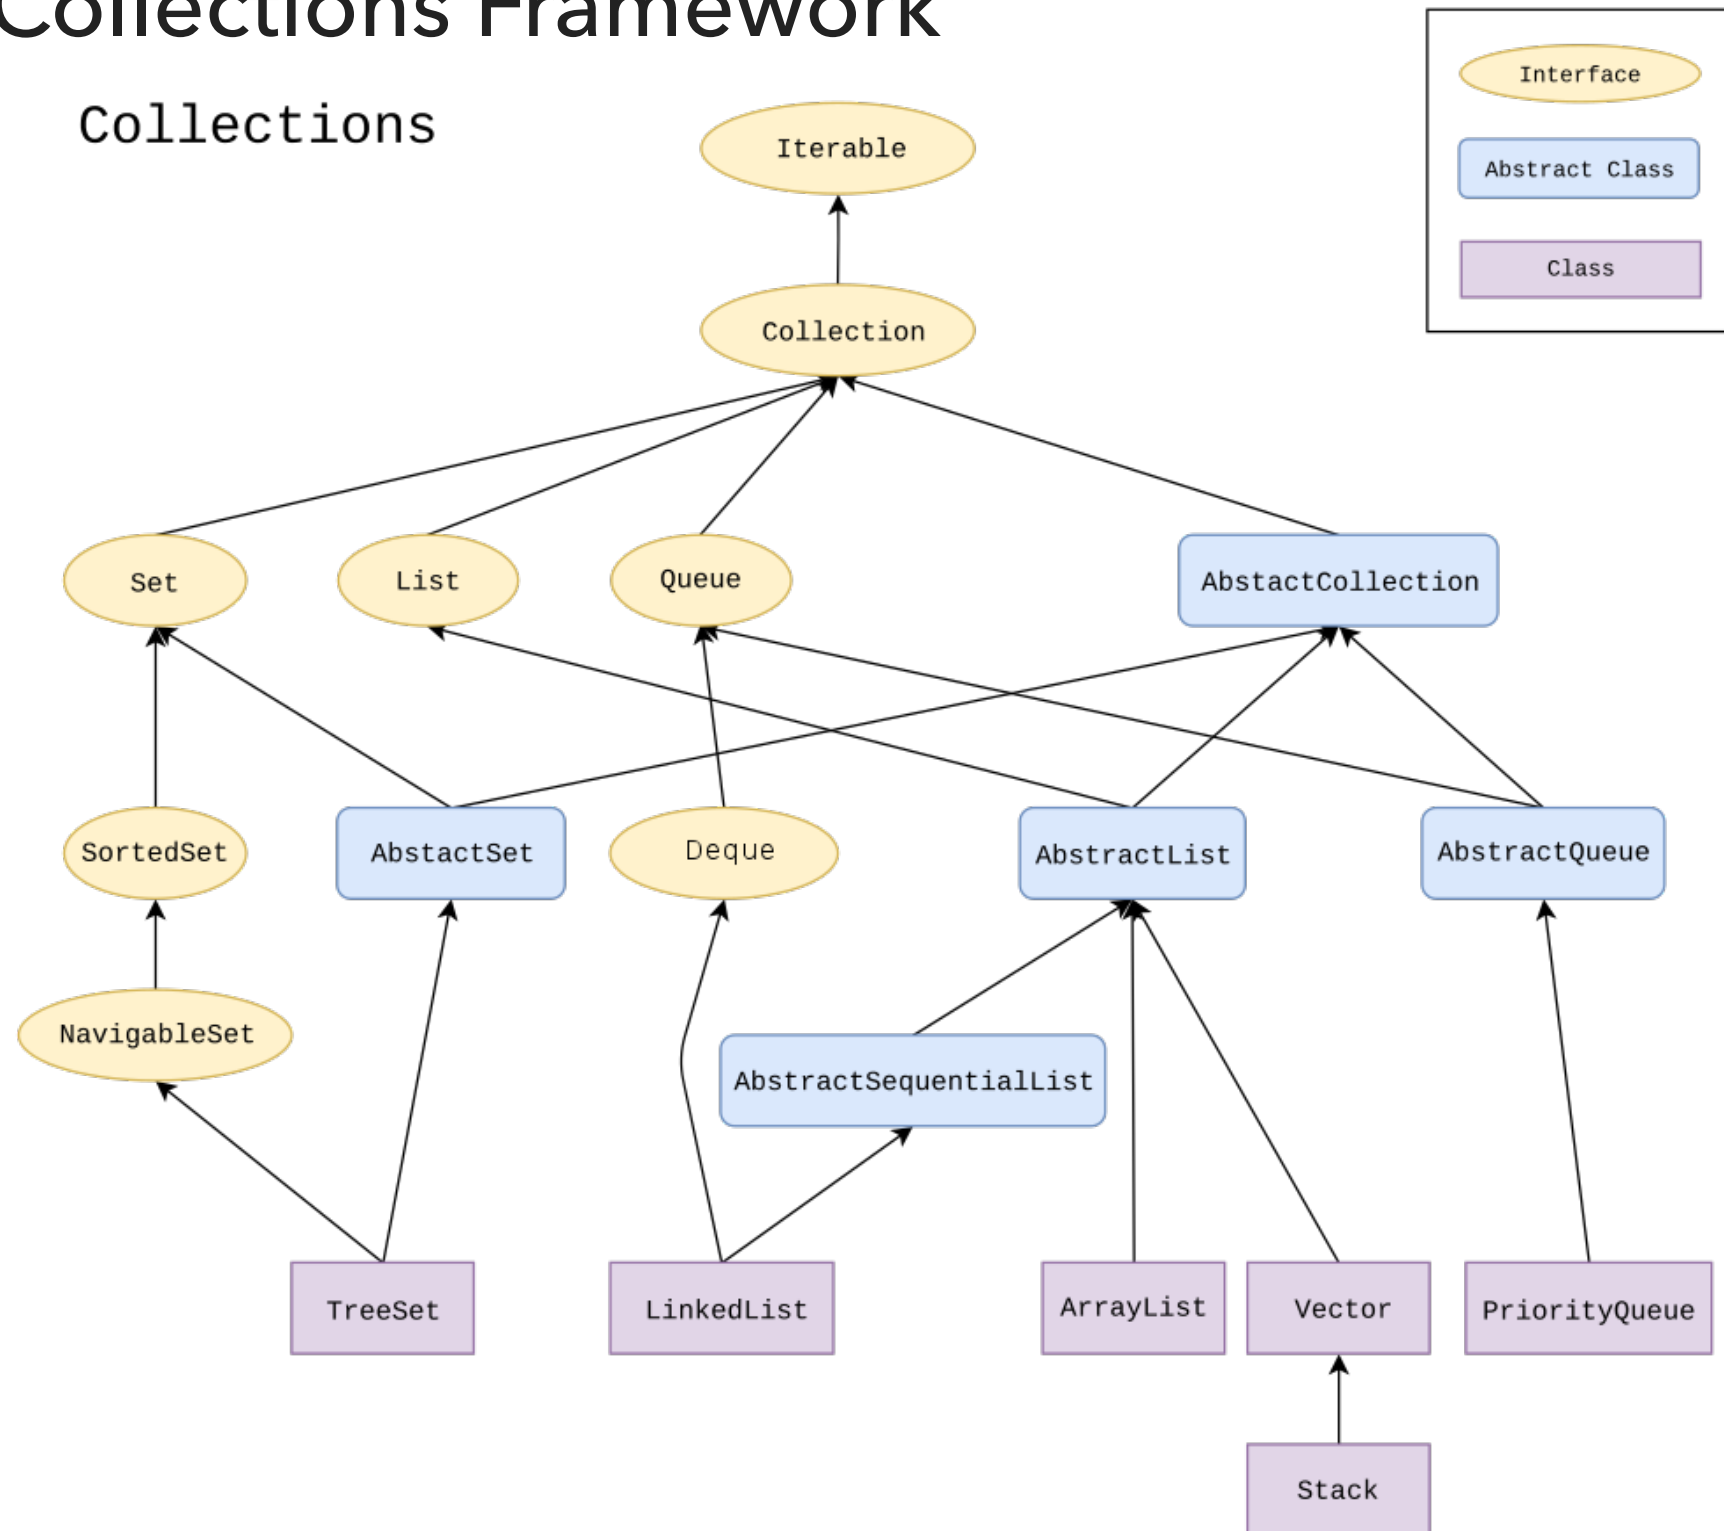 Collections Framework
Collections
Interface
Abstract Class
Class
Iterable
Collection
Set
List
Queue
AbstactCollection
SortedSet
AbstactSet
Deque
AbstractList
AbstractQueue
NavigableSet
AbstractSequentialList
TreeSet
LinkedList
ArrayList
Vector
PriorityQueue
Stack